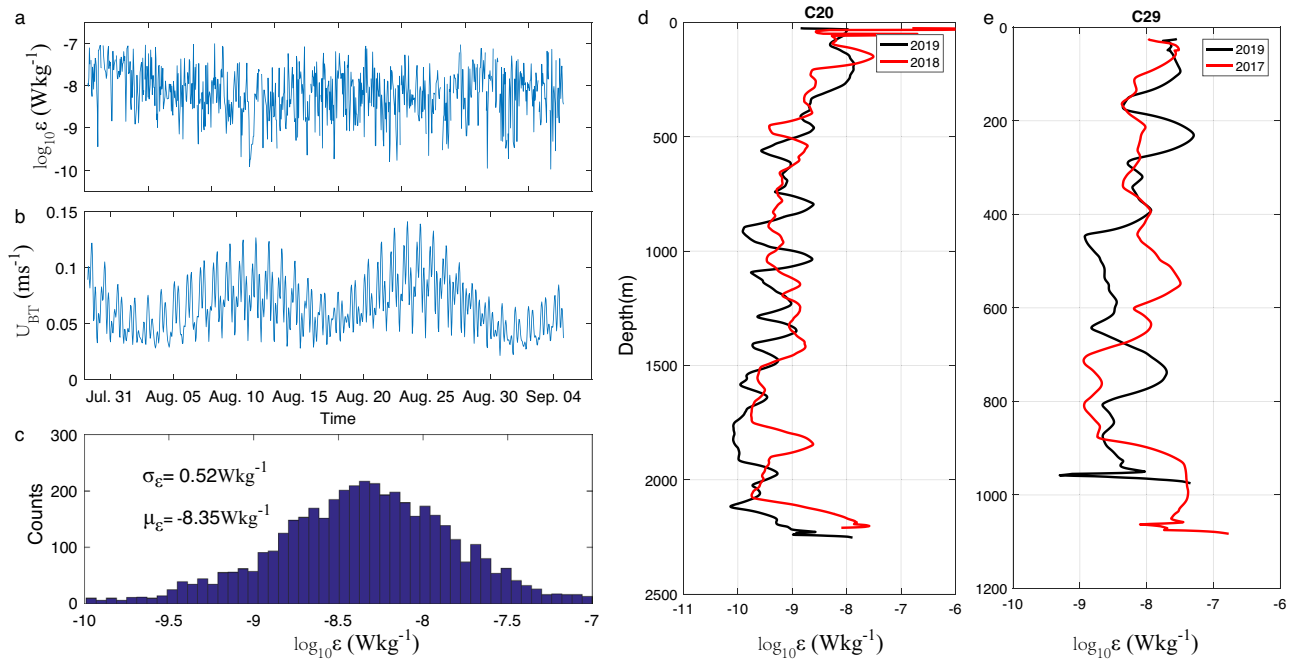 a
-7
-8
-9
-10
log₁₀ε (Wkg⁻¹)
b
0.15
0.1
0.05
0
U_BT (ms⁻¹)
Jul. 31 Aug. 05 Aug. 10 Aug. 15 Aug. 20 Aug. 25 Aug. 30 Sep. 04
Time
c
300
200
100
0
Counts
σε= 0.52Wkg⁻¹
με= -8.35Wkg⁻¹
-10 -9.5 -9 -8.5 -8 -7.5 -7
log₁₀ε (Wkg⁻¹)
d
C20
2019
2018
0
500
1000
1500
2000
2500
Depth(m)
-11 -10 -9 -8 -7 -6
log₁₀ε (Wkg⁻¹)
e
C29
2019
2017
0
200
400
600
800
1000
1200
-10 -9 -8 -7 -6
log₁₀ε (Wkg⁻¹)